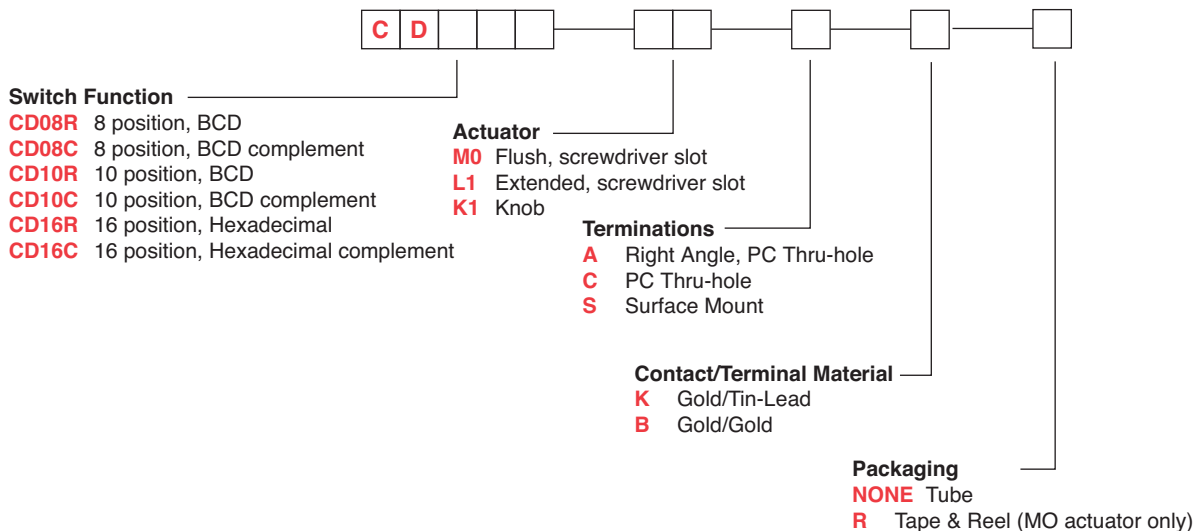 C D
Switch Function
CD08R 8 position, BCD
CD08C 8 position, BCD complement
CD10R 10 position, BCD
CD10C 10 position, BCD complement
CD16R 16 position, Hexadecimal
CD16C 16 position, Hexadecimal complement
Actuator
M0 Flush, screwdriver slot
L1 Extended, screwdriver slot
K1 Knob
Terminations
A Right Angle, PC Thru-hole
C PC Thru-hole
S Surface Mount
Contact/Terminal Material
K Gold/Tin-Lead
B Gold/Gold
Packaging
NONE Tube
R Tape & Reel (MO actuator only)